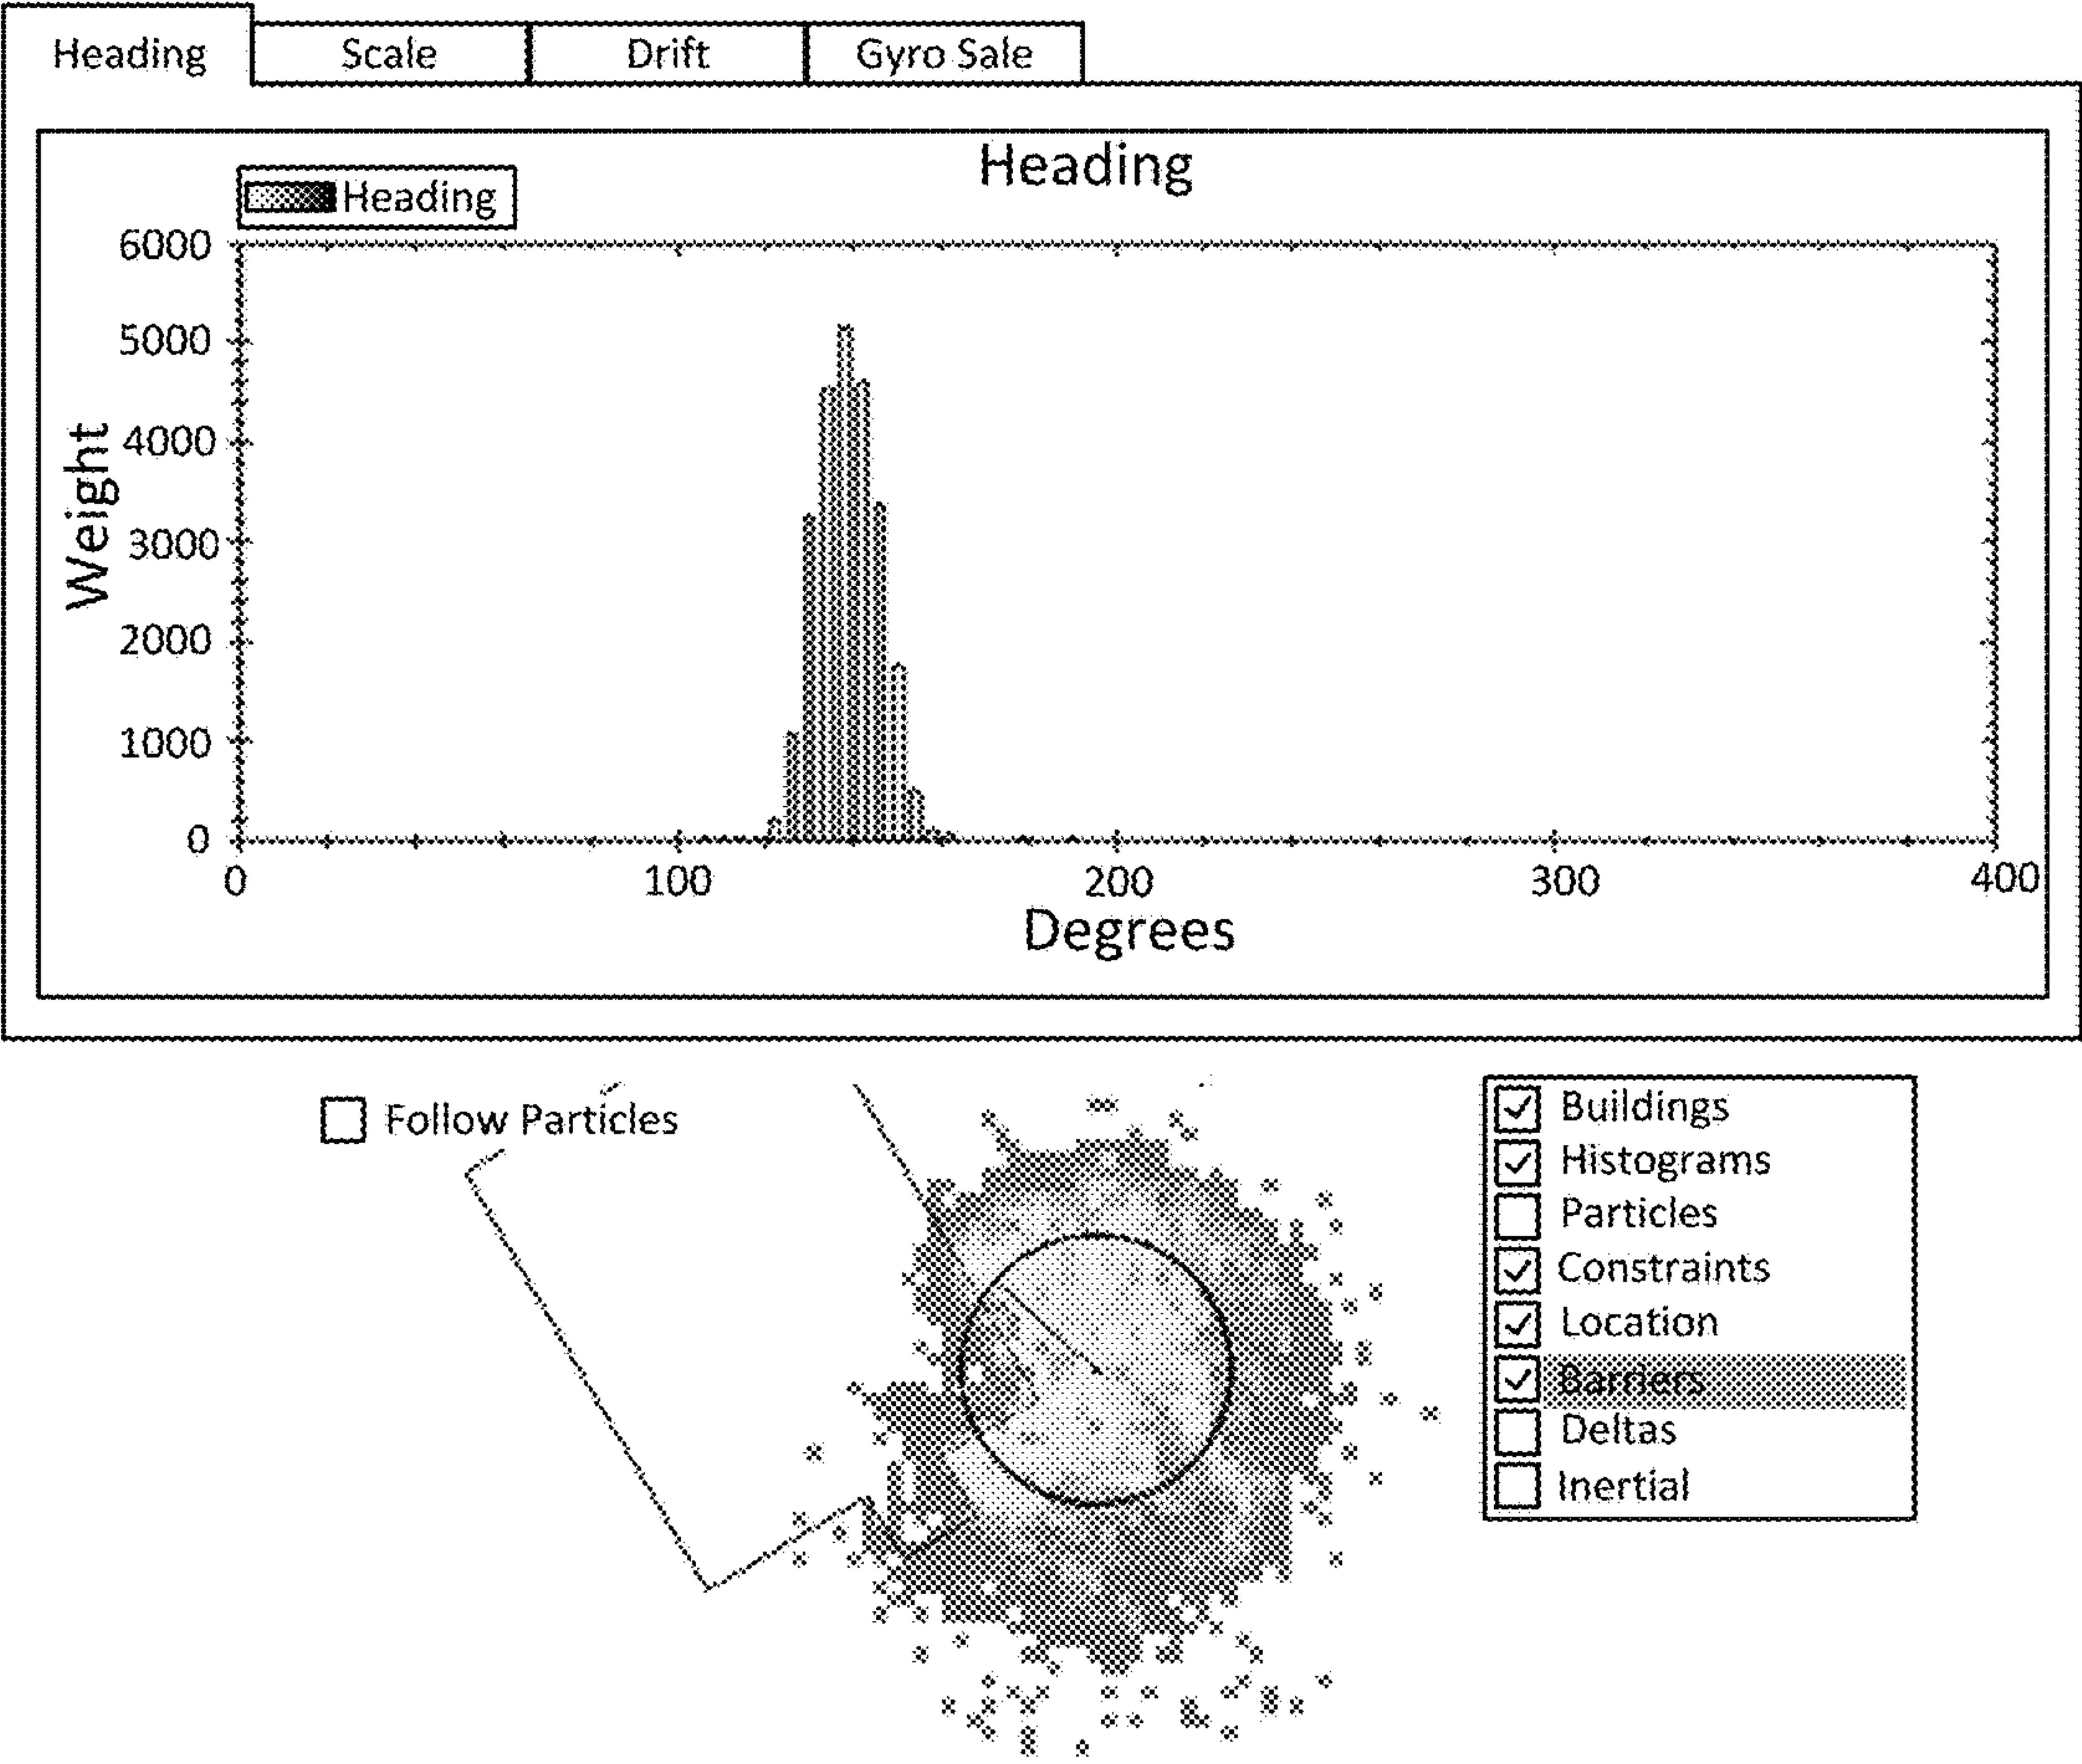 Heading Scale Drift Gyro Sale
Heading
Heading
6000
5000
4000
3000
2000
1000
0
Weight
0 100 200 300 400
Degrees
Follow Particles
Buildings
Histograms
Particles
Constraints
Location
Barriers
Deltas
Inertial